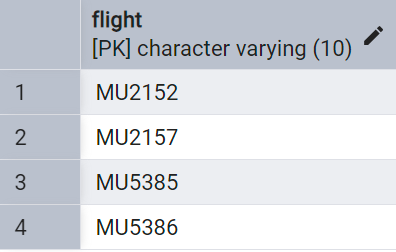 flight
[PK] character varying (10)
1 MU2152
2 MU2157
3 MU5385
4 MU5386